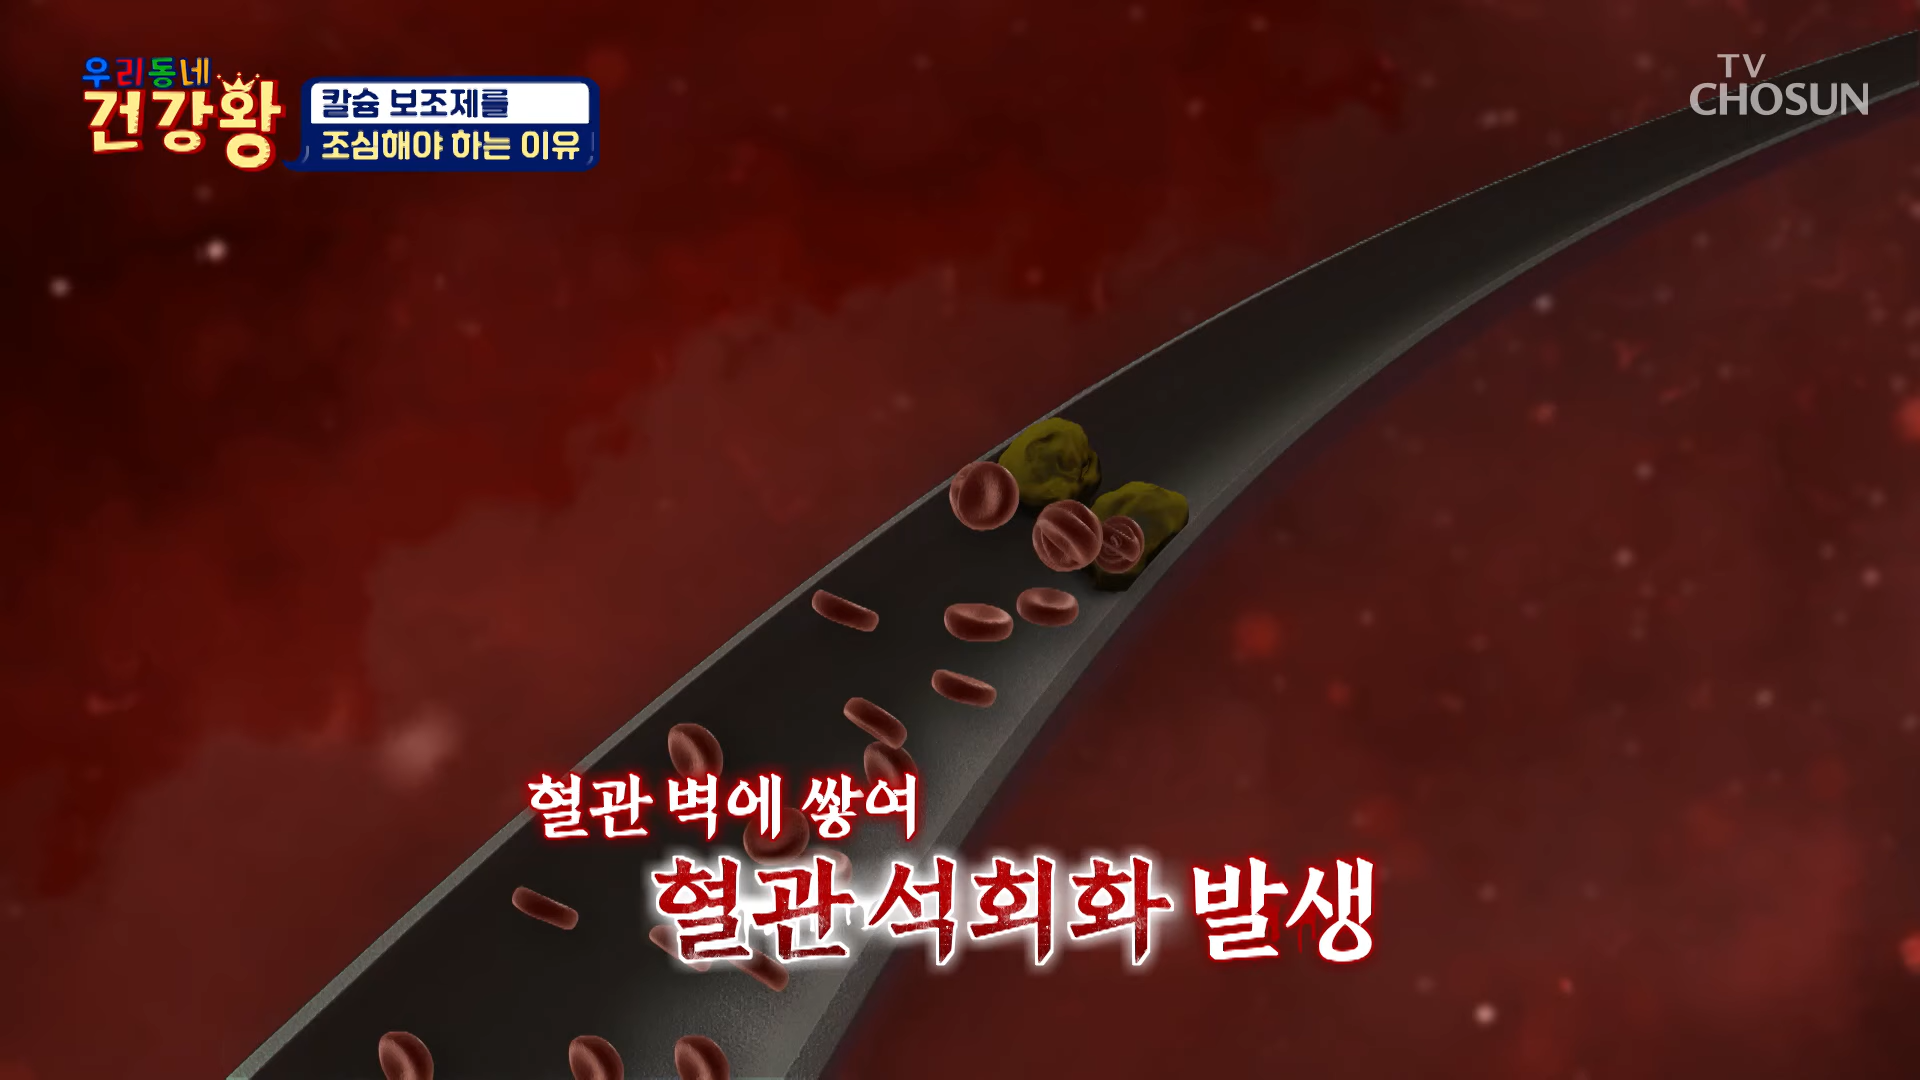 우리동네
건강황
칼슘 보조제를
조심해야 하는 이유
TV
CHOSUN
혈관 벽에 쌓여
혈관 석회화 발생